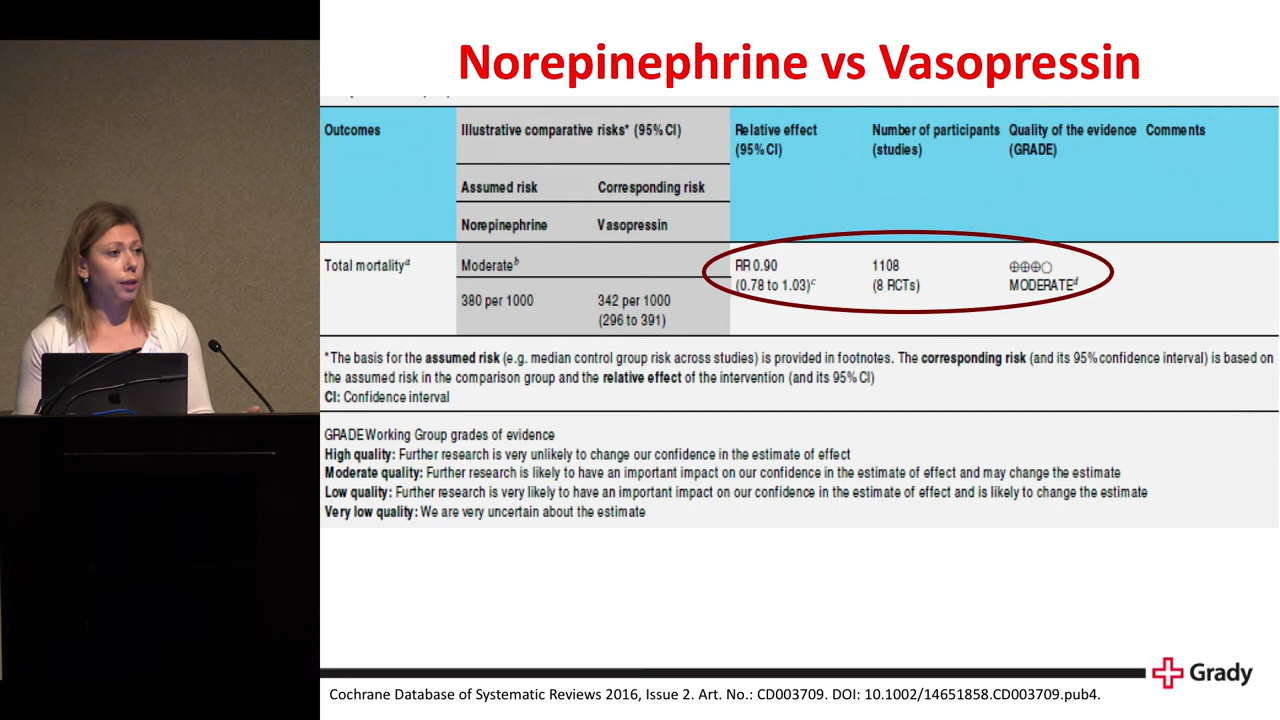 Norepinephrine vs Vasopressin
Outcomes
Illustrative comparative risks* (95% CI)
Relative effect
(95% CI)
Number of participants
(studies)
Quality of the evidence
(GRADE)
Comments
Assumed risk
Corresponding risk
Norepinephrine
Vasopressin
Total mortalityᵃ
Moderateᵇ
RR 0.90
(0.78 to 1.03)ᶜ
1108
(8 RCTs)
⊕⊕⊕○
MODERATEᵈ
380 per 1000
342 per 1000
(296 to 391)
*The basis for the assumed risk (e.g. median control group risk across studies) is provided in footnotes. The corresponding risk (and its 95% confidence interval) is based on
the assumed risk in the comparison group and the relative effect of the intervention (and its 95% CI)
CI: Confidence interval
GRADE Working Group grades of evidence
High quality: Further research is very unlikely to change our confidence in the estimate of effect
Moderate quality: Further research is likely to have an important impact on our confidence in the estimate of effect and may change the estimate
Low quality: Further research is very likely to have an important impact on our confidence in the estimate of effect and is likely to change the estimate
Very low quality: We are very uncertain about the estimate
Grady
Cochrane Database of Systematic Reviews 2016, Issue 2. Art. No.: CD003709. DOI: 10.1002/14651858.CD003709.pub4.